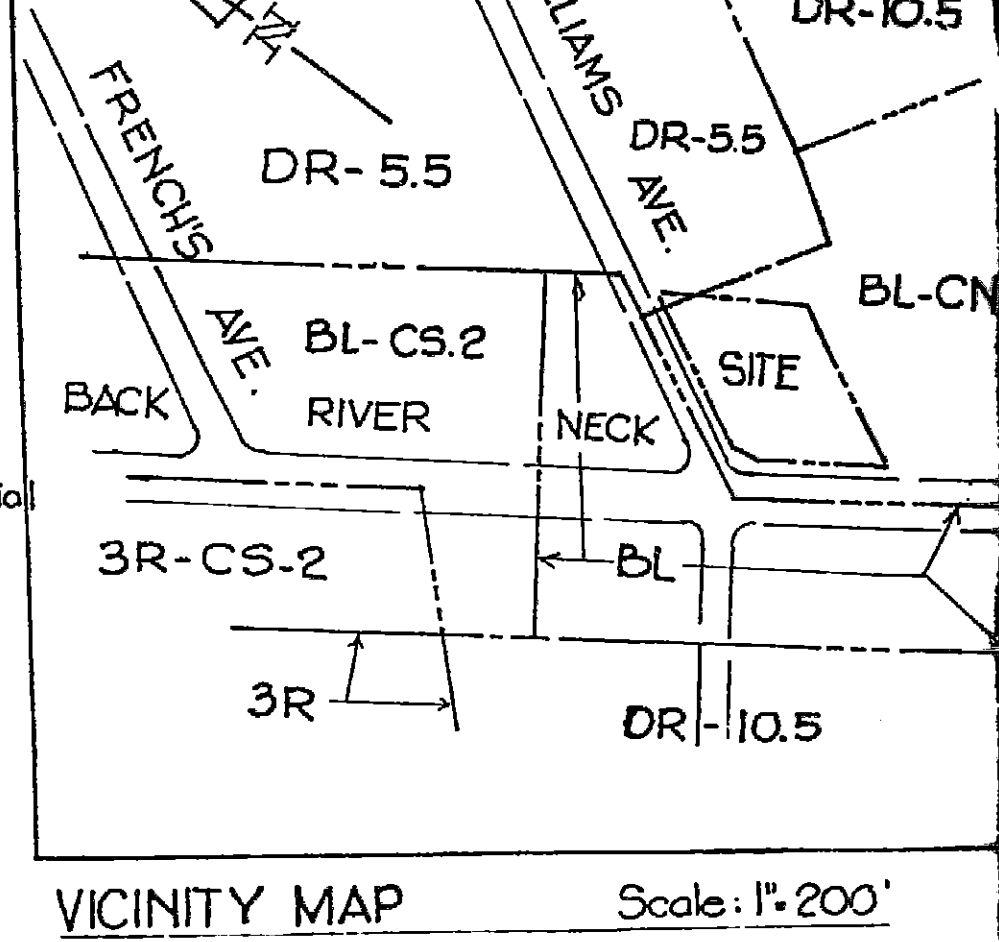 DR-10.5
FRENCH'S
AVE.
AVE.
DR-5.5
DR-5.5
BL-CS.2
BL-CN
SITE
BACK
RIVER
NECK
3R-CS-2
BL
3R
DR-10.5
VICINITY MAP
Scale: 1"=200'